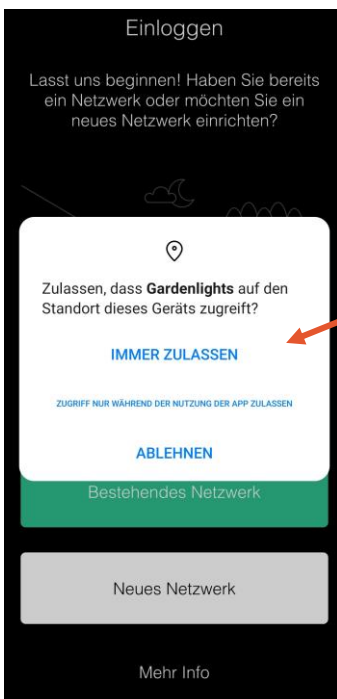 Einloggen
Lasst uns beginnen! Haben Sie bereits
ein Netzwerk oder möchten Sie ein
neues Netzwerk einrichten?
Zulassen, dass Gardenlights auf den
Standort dieses Geräts zugreift?
IMMER ZULASSEN
ZUGRIFF NUR WÄHREND DER NUTZUNG DER APP ZULASSEN
ABLEHNEN
Bestehendes Netzwerk
Neues Netzwerk
Mehr Info